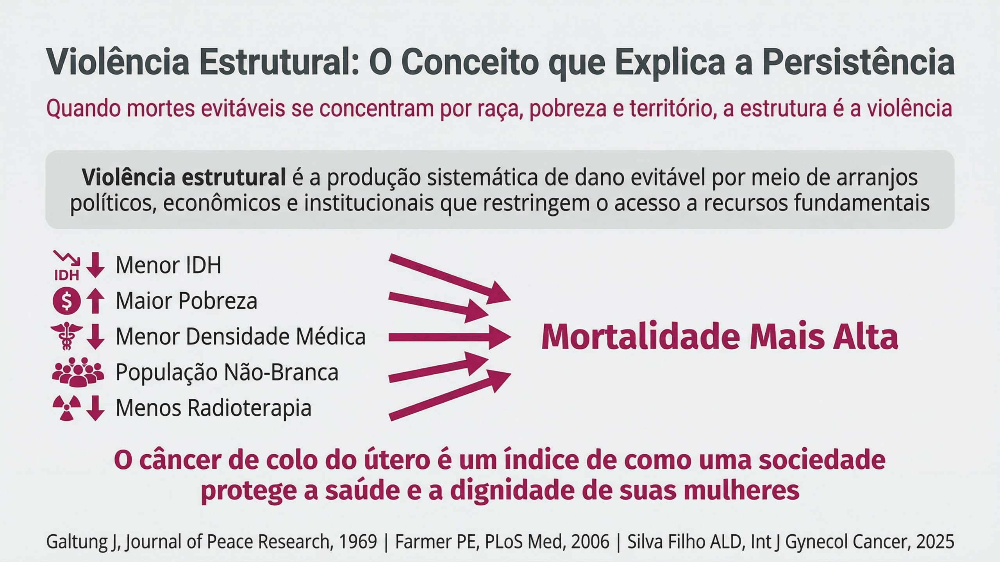 Violência Estrutural: O Conceito que Explica a Persistência
Quando mortes evitáveis se concentram por raça, pobreza e território, a estrutura é a violência
Violência estrutural é a produção sistemática de dano evitável por meio de arranjos
políticos, econômicos e institucionais que restringem o acesso a recursos fundamentais
IDH
Menor IDH
$
Maior Pobreza
Menor Densidade Médica
População Não-Branca
Menos Radioterapia
Mortalidade Mais Alta
O câncer de colo do útero é um índice de como uma sociedade
protege a saúde e a dignidade de suas mulheres
Galtung J, Journal of Peace Research, 1969 | Farmer PE, PLoS Med, 2006 | Silva Filho ALD, Int J Gynecol Cancer, 2025